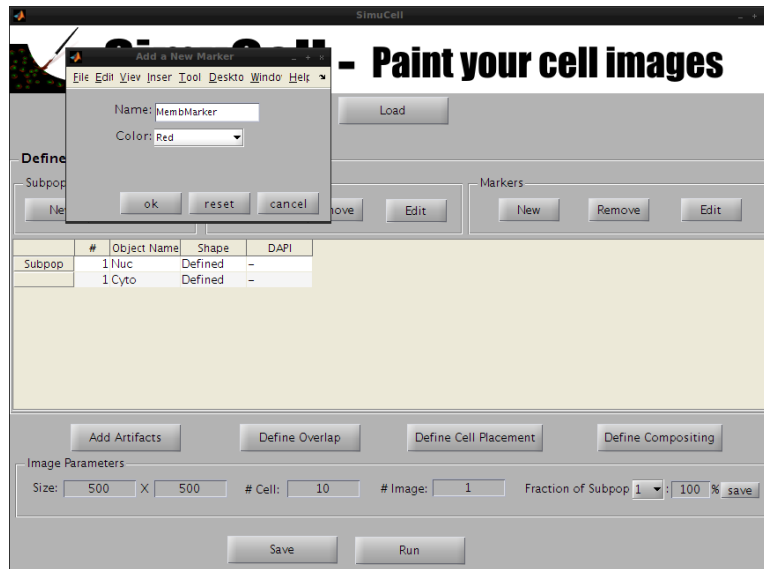 SimuCell
- Paint your cell images
Add a New Marker
File Edit View Inser Tool Deskto Windo Help
Name: MembMarker
Color: Red
ok reset cancel
Load
Define
Subpop
Markers
Ne
ove Edit
New Remove Edit
# Object Name Shape DAPI
Subpop 1 Nuc Defined -
1 Cyto Defined -
Add Artifacts Define Overlap Define Cell Placement Define Compositing
Image Parameters
Size: 500 X 500 # Cell: 10 # Image: 1 Fraction of Subpop 1 : 100 % save
Save Run